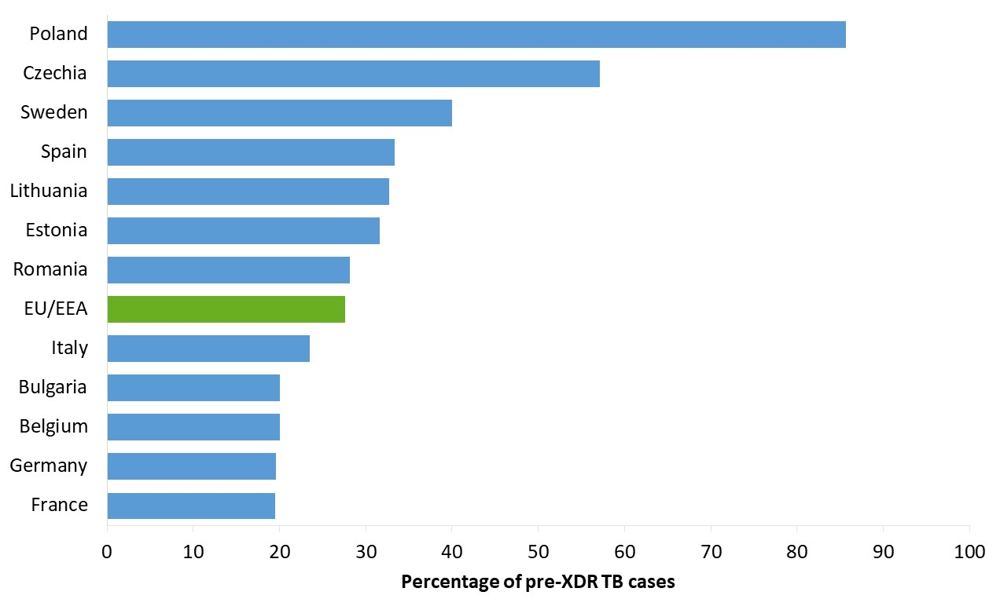 Poland
Czechia
Sweden
Spain
Lithuania
Estonia
Romania
EU/EEA
Italy
Bulgaria
Belgium
Germany
France
0 10 20 30 40 50 60 70 80 90 100
Percentage of pre-XDR TB cases